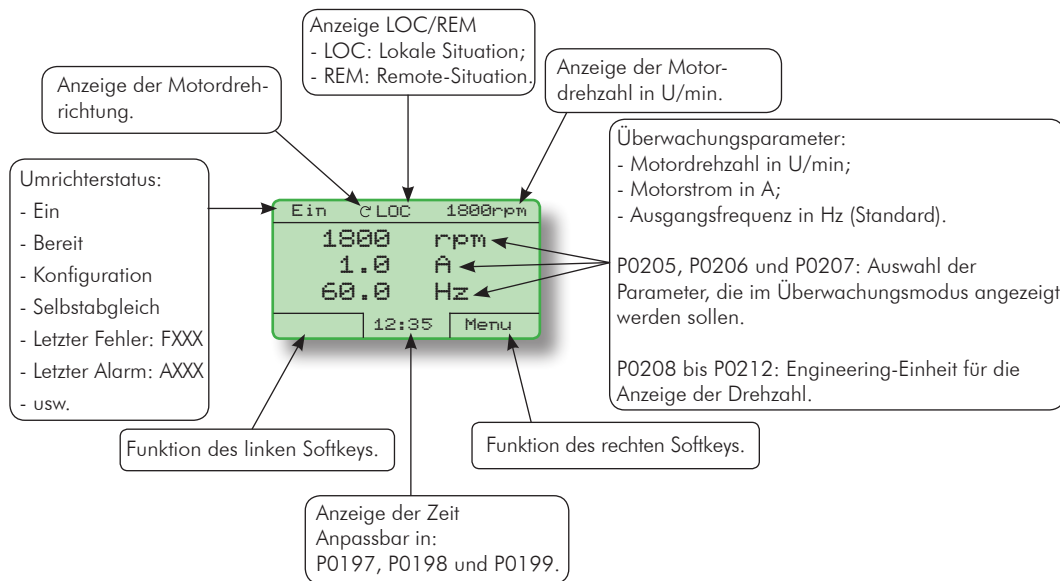 Anzeige LOC/REM
- LOC: Lokale Situation;
- REM: Remote-Situation.
Anzeige der Motordreh-
richtung.
Anzeige der Motor-
drehzahl in U/min.
Umrichterstatus:
- Ein
- Bereit
- Konfiguration
- Selbstabgleich
- Letzter Fehler: FXXX
- Letzter Alarm: AXXX
- usw.
Ein ↻LOC 1800rpm
1800 rpm
1.0 A
60.0 Hz
12:35 Menu
Überwachungsparameter:
- Motordrehzahl in U/min;
- Motorstrom in A;
- Ausgangsfrequenz in Hz (Standard).
P0205, P0206 und P0207: Auswahl der
Parameter, die im Überwachungsmodus angezeigt
werden sollen.
P0208 bis P0212: Engineering-Einheit für die
Anzeige der Drehzahl.
Funktion des linken Softkeys.
Funktion des rechten Softkeys.
Anzeige der Zeit
Anpassbar in:
P0197, P0198 und P0199.